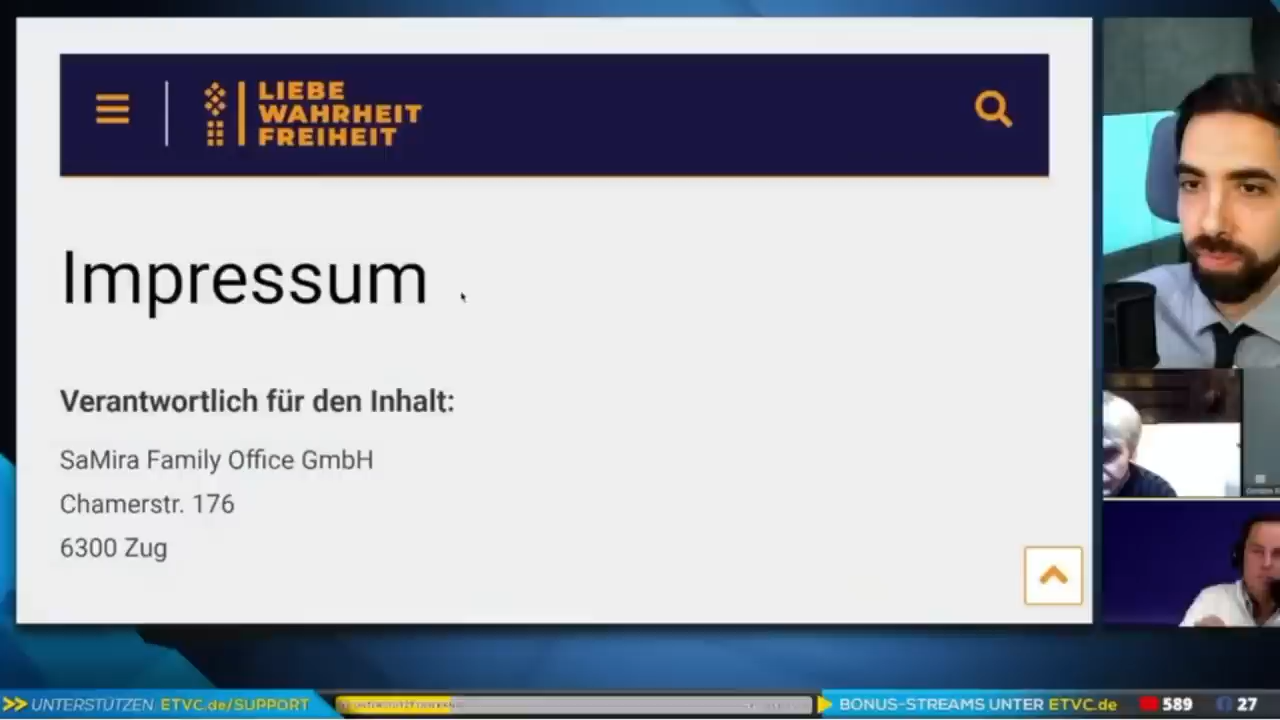 LIEBE
WAHRHEIT
FREIHEIT
Impressum
Verantwortlich für den Inhalt:
SaMira Family Office GmbH
Chamerstr. 176
6300 Zug
UNTERSTÜTZEN ETVC.de/SUPPORT
BONUS-STREAMS UNTER ETVC.de
589
27